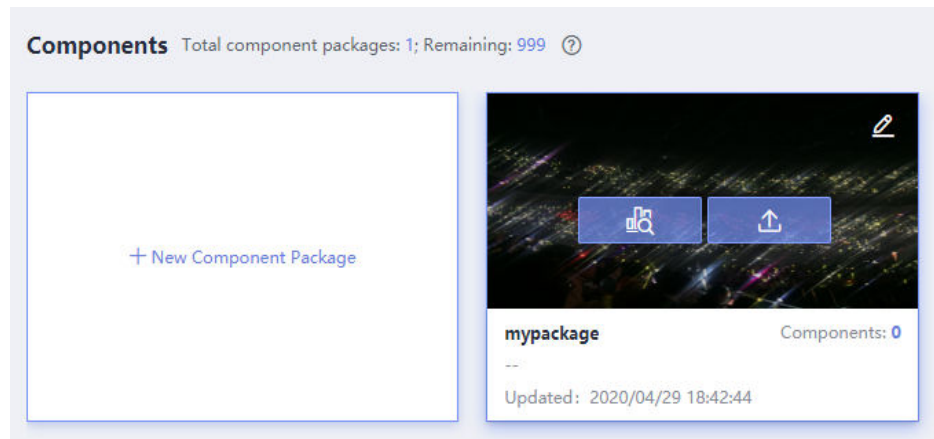 Components Total component packages: 1; Remaining: 999 ?
+ New Component Package
mypackage Components: 0
--
Updated: 2020/04/29 18:42:44